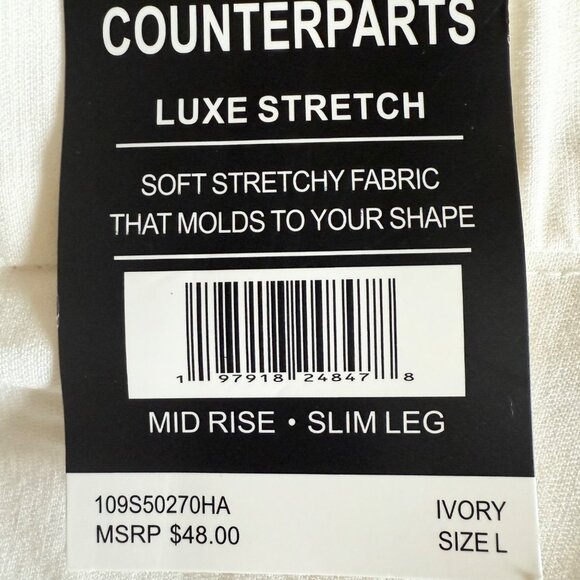 COUNTERPARTS
LUXE STRETCH
SOFT STRETCHY FABRIC
THAT MOLDS TO YOUR SHAPE
1 97918 24847 8
MID RISE • SLIM LEG
109S50270HA IVORY
MSRP $48.00 SIZE L